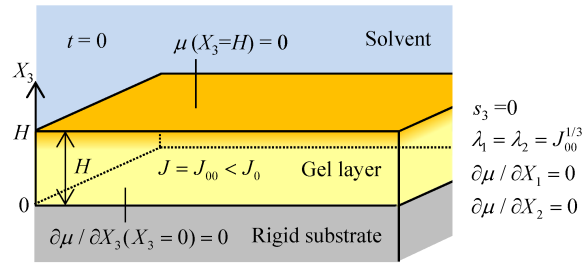 t = 0
μ (X₃=H) = 0
Solvent
X₃
s₃ =0
H
λ₁ = λ₂ = J₀₀^{1/3}
H
J = J₀₀ < J₀
Gel layer
∂μ / ∂X₁ = 0
0
∂μ / ∂X₂ = 0
∂μ / ∂X₃(X₃ = 0) = 0
Rigid substrate